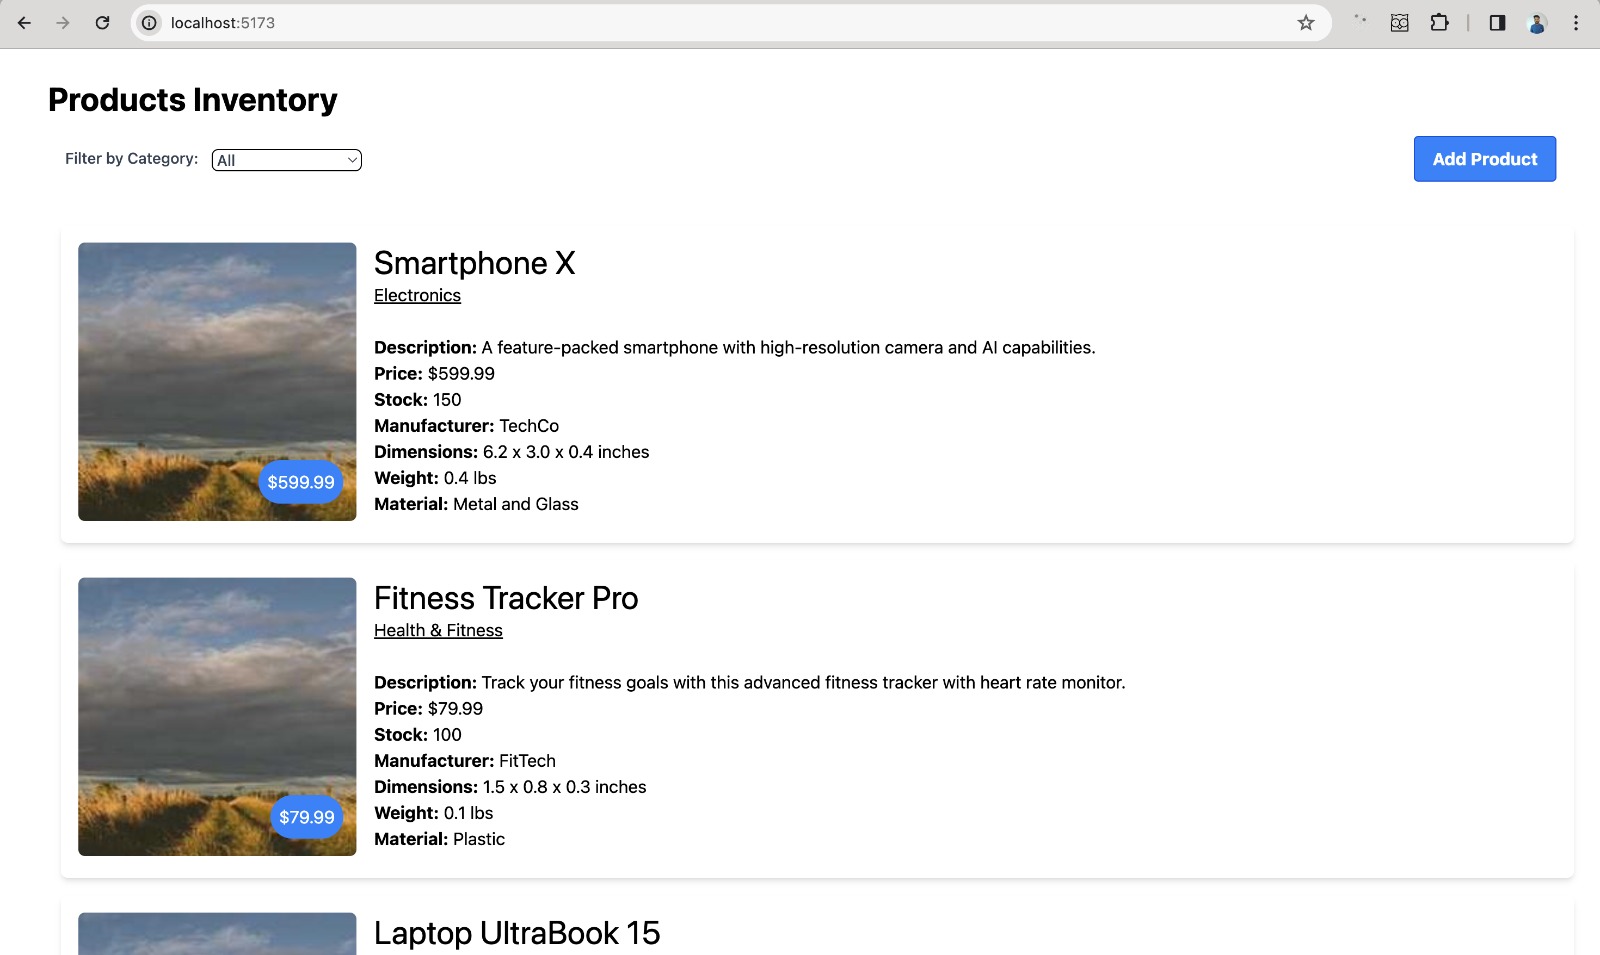 localhost:5173
Products Inventory
Filter by Category: All
Add Product
Smartphone X
Electronics
Description: A feature-packed smartphone with high-resolution camera and AI capabilities.
Price: $599.99
Stock: 150
Manufacturer: TechCo
Dimensions: 6.2 x 3.0 x 0.4 inches
Weight: 0.4 lbs
Material: Metal and Glass
$599.99
Fitness Tracker Pro
Health & Fitness
Description: Track your fitness goals with this advanced fitness tracker with heart rate monitor.
Price: $79.99
Stock: 100
Manufacturer: FitTech
Dimensions: 1.5 x 0.8 x 0.3 inches
Weight: 0.1 lbs
Material: Plastic
$79.99
Laptop UltraBook 15